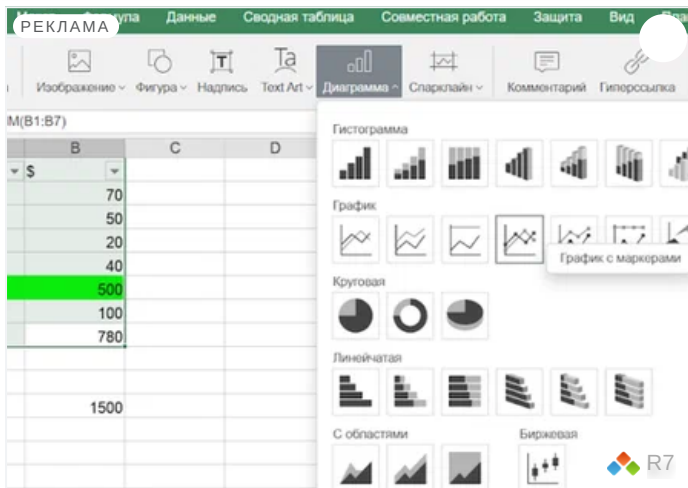 РЕКЛАМА
Данные Сводная таблица Совместная работа Защита Вид
Изображение Фигура Надпись Text Art Диаграмма Спарклайн Комментарий Гиперссылка
M(B1:B7)
B C D
$
70
50
20
40
500
100
780
1500
Гистограмма
График
График с маркерами
Круговая
Линейчатая
С областями Биржевая
R7